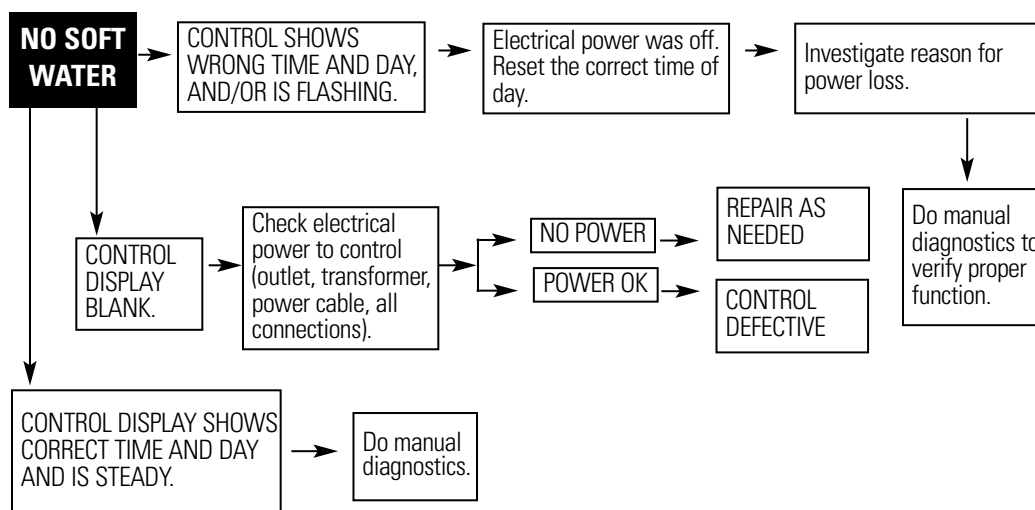 NO SOFT
WATER
CONTROL SHOWS
WRONG TIME AND DAY,
AND/OR IS FLASHING.
Electrical power was off.
Reset the correct time of
day.
Investigate reason for
power loss.
Do manual
diagnostics to
verify proper
function.
CONTROL
DISPLAY
BLANK.
Check electrical
power to control
(outlet, transformer,
power cable, all
connections).
NO POWER
REPAIR AS
NEEDED
POWER OK
CONTROL
DEFECTIVE
CONTROL DISPLAY SHOWS
CORRECT TIME AND DAY
AND IS STEADY.
Do manual
diagnostics.